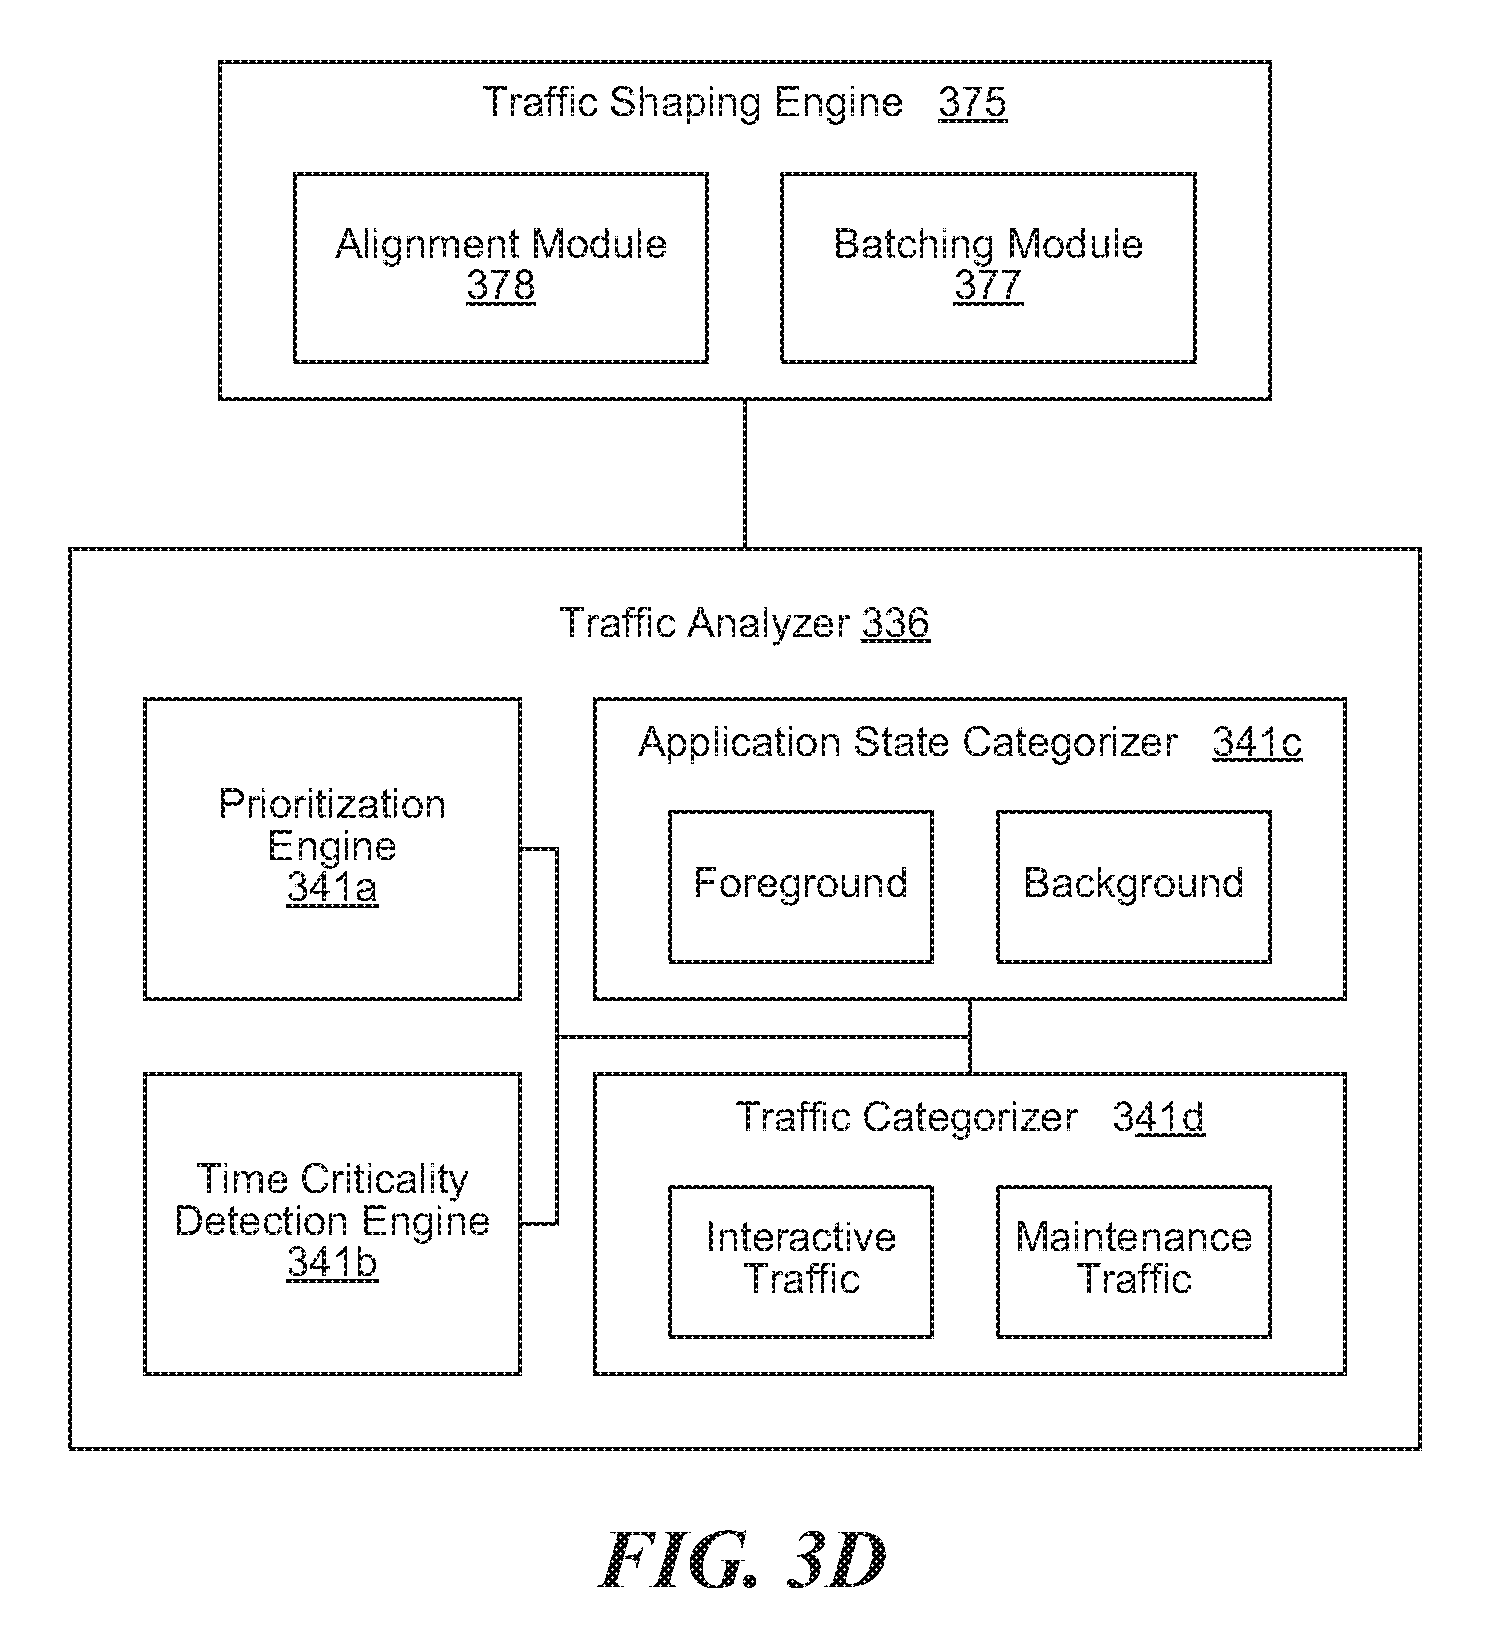 Traffic Shaping Engine 375
Alignment Module
378
Batching Module
377
Traffic Analyzer 336
Prioritization
Engine
341a
Application State Categorizer 341c
Foreground
Background
Time Criticality
Detection Engine
341b
Traffic Categorizer 341d
Interactive
Traffic
Maintenance
Traffic
FIG. 3D